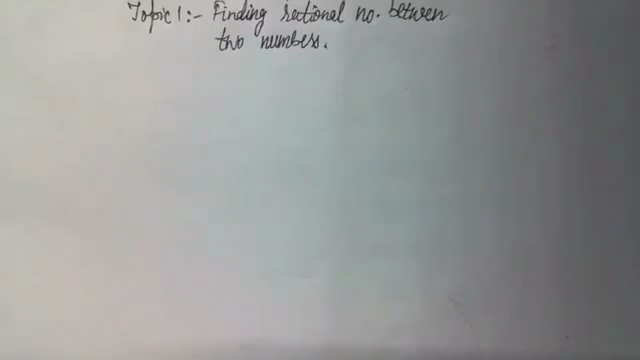 Topic 1:- Finding rational no. between
two numbers.